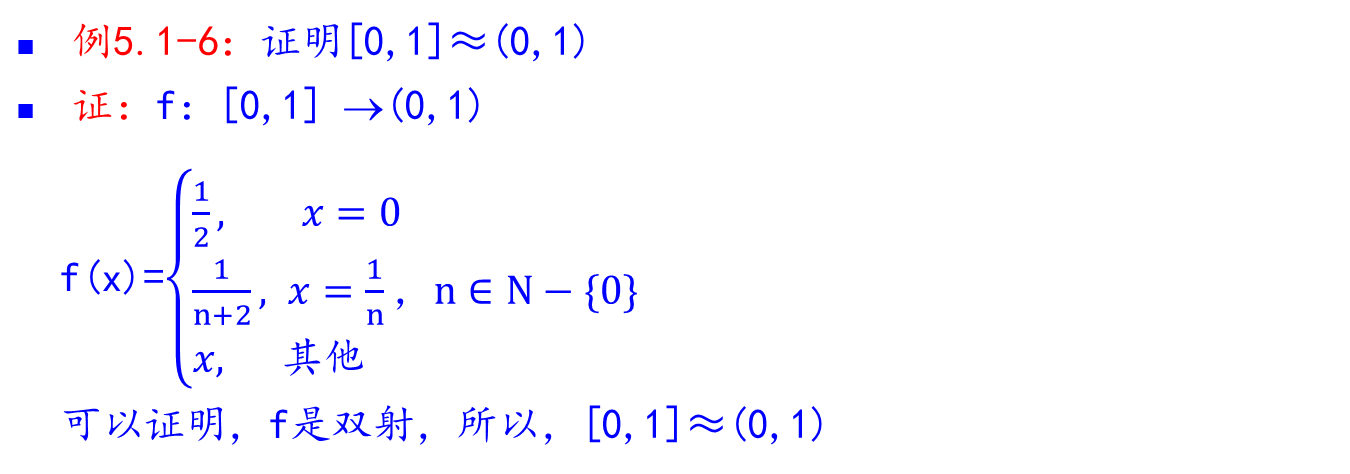 ▪ 例5.1-6：证明[0,1]≈(0,1)
▪ 证：f：[0,1] →(0,1)
1/2, x = 0
f(x)={ 1/(n+2), x = 1/n , n ∈ N − {0}
x, 其他
可以证明，f是双射，所以，[0,1]≈(0,1)